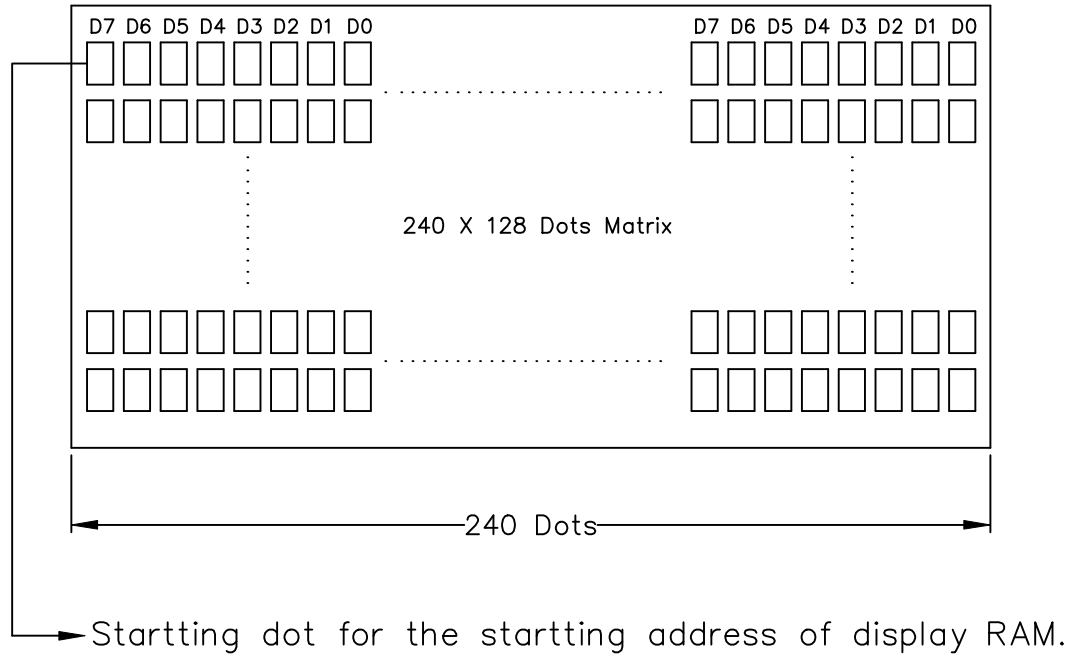 D7 D6 D5 D4 D3 D2 D1 D0 D7 D6 D5 D4 D3 D2 D1 D0
240 X 128 Dots Matrix
240 Dots
Startting dot for the startting address of display RAM.